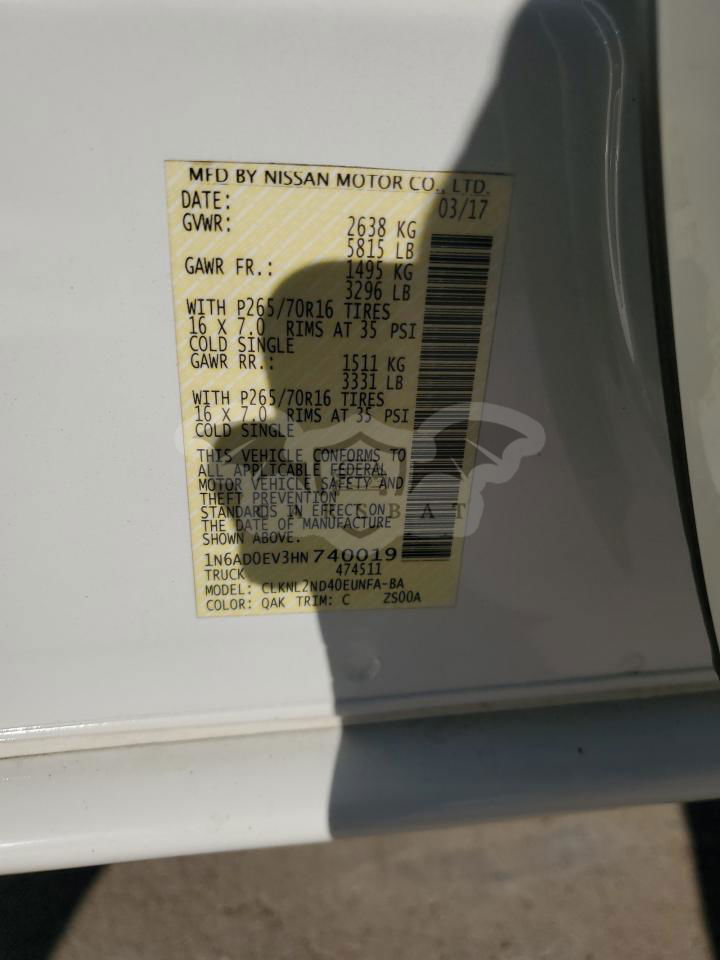 MFD BY NISSAN MOTOR CO., LTD.
DATE: 03/17
GVWR: 2638 KG
5815 LB
GAWR FR.: 1495 KG
3296 LB
WITH P265/70R16 TIRES
16 X 7.0 RIMS AT 35 PSI
COLD SINGLE
GAWR RR.: 1511 KG
3331 LB
WITH P265/70R16 TIRES
16 X 7.0 RIMS AT 35 PSI
COLD SINGLE
THIS VEHICLE CONFORMS TO
ALL APPLICABLE FEDERAL
MOTOR VEHICLE SAFETY AND
THEFT PREVENTION
STANDARDS IN EFFECT ON
THE DATE OF MANUFACTURE
SHOWN ABOVE.
1N6AD0EV3HN740019
TRUCK 474511
MODEL: CLKNL2ND40EUNFA-BA
COLOR: QAK TRIM: C ZS00A